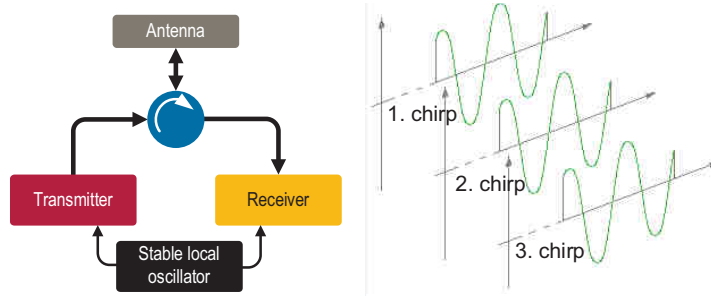 Antenna
Transmitter
Receiver
Stable local
oscillator
1. chirp
2. chirp
3. chirp